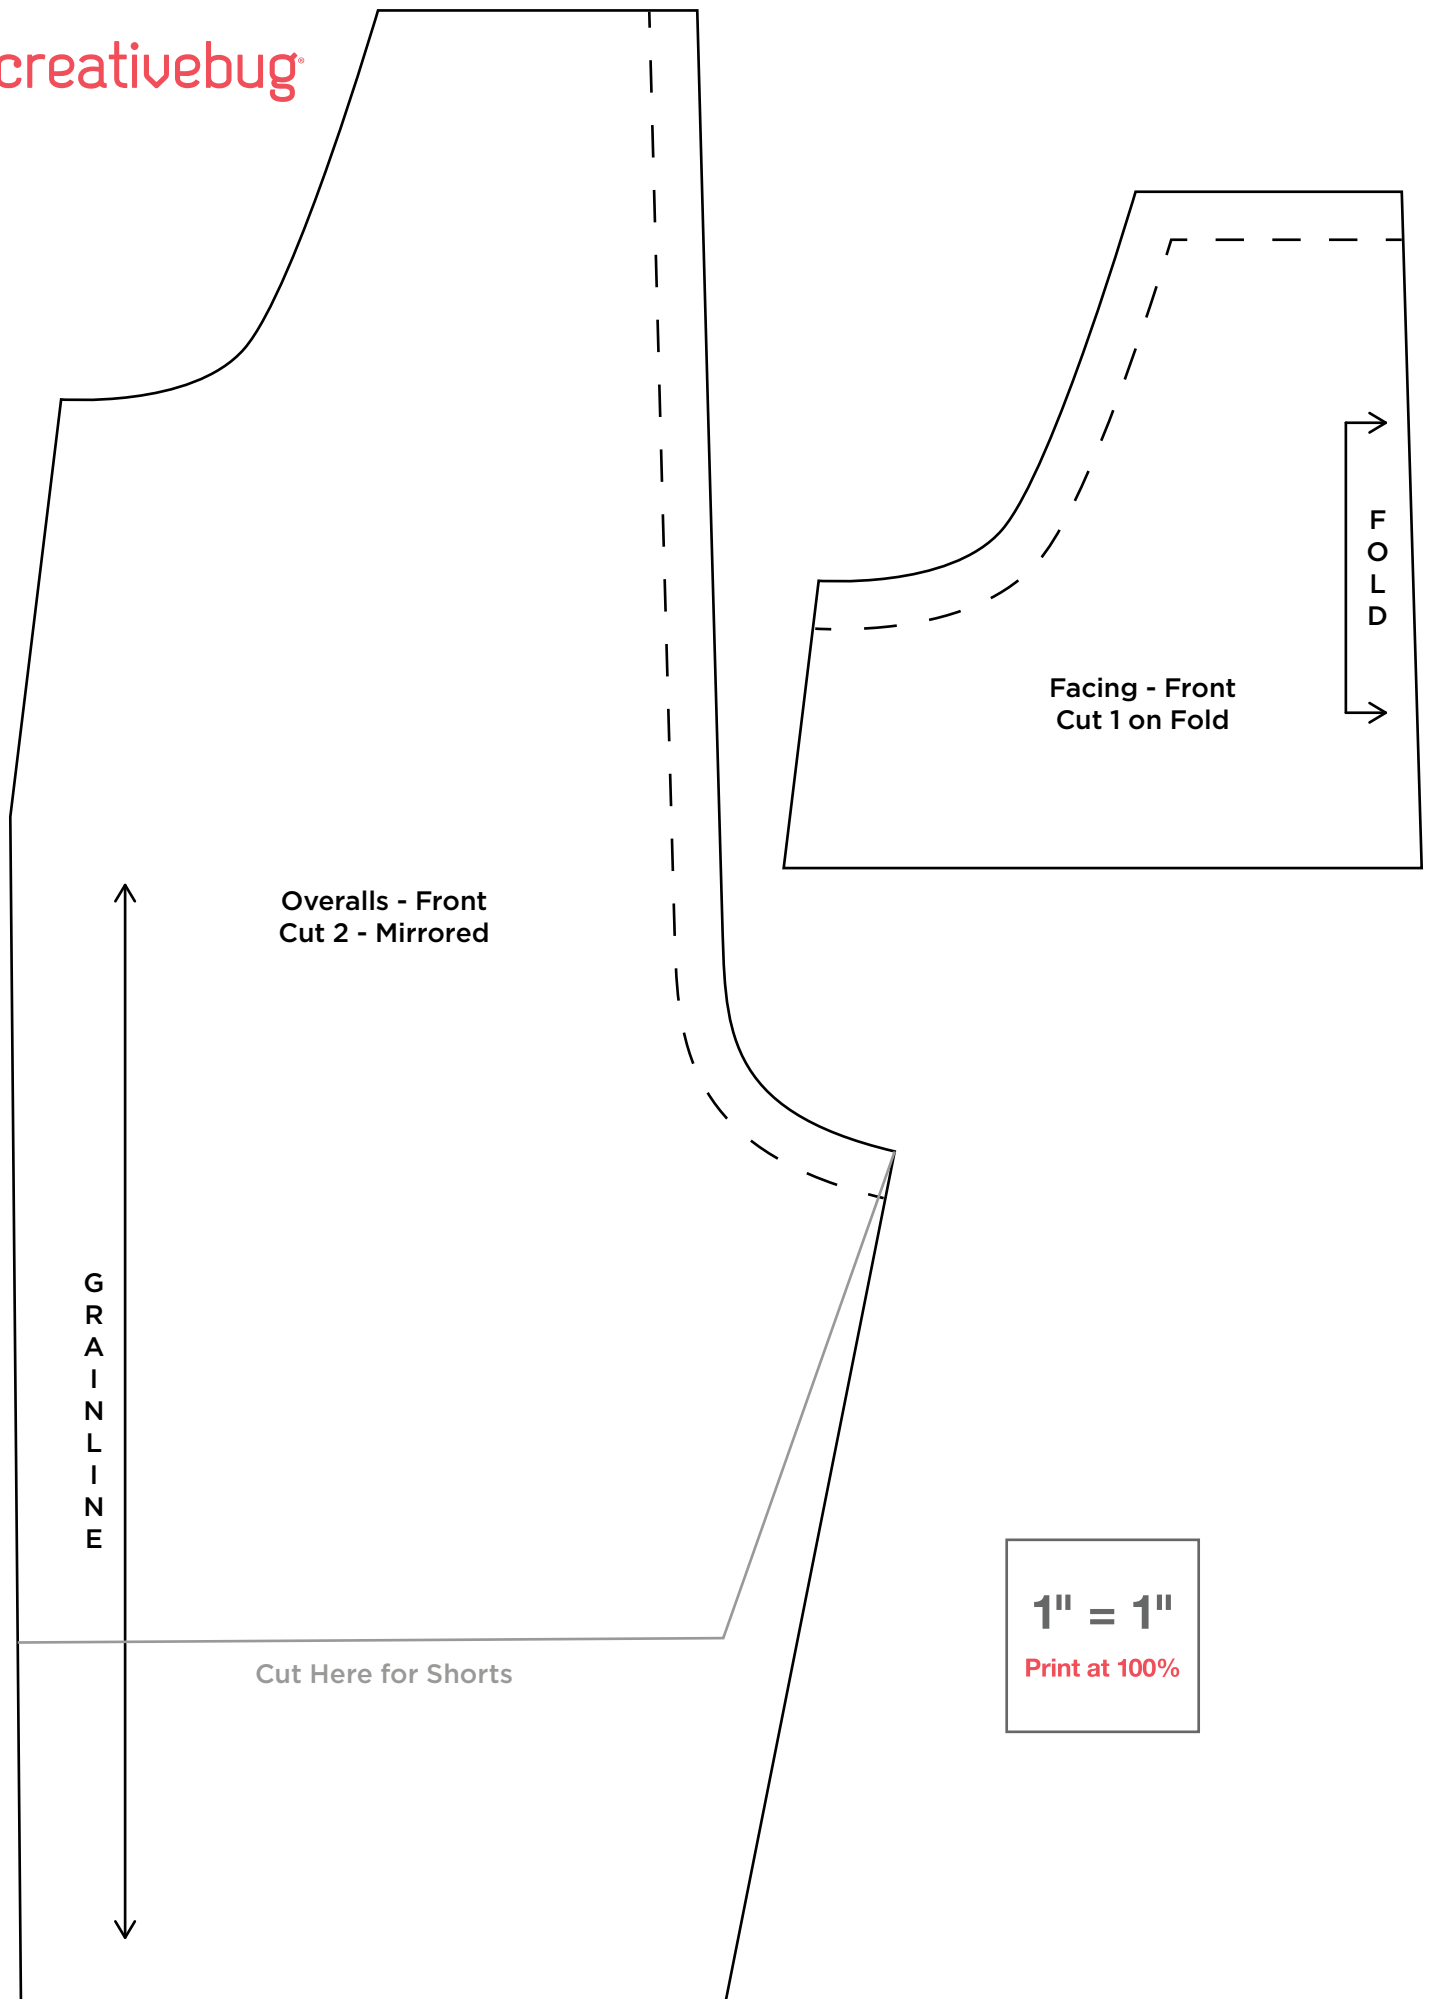 creativebug®
FOLD
Facing - Front
Cut 1 on Fold
Overalls - Front
Cut 2 - Mirrored
GRAINLINE
1" = 1"
Print at 100%
Cut Here for Shorts